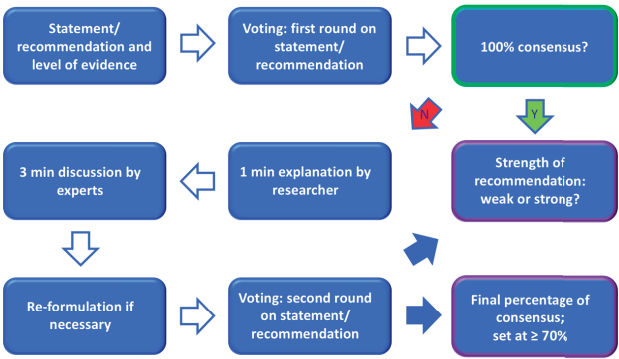 Statement/
recommendation and
level of evidence
Voting: first round on
statement/
recommendation
100% consensus?
N
Y
3 min discussion by
experts
1 min explanation by
researcher
Strength of
recommendation:
weak or strong?
Re-formulation if
necessary
Voting: second round
on statement/
recommendation
Final percentage of
consensus;
set at ≥ 70%